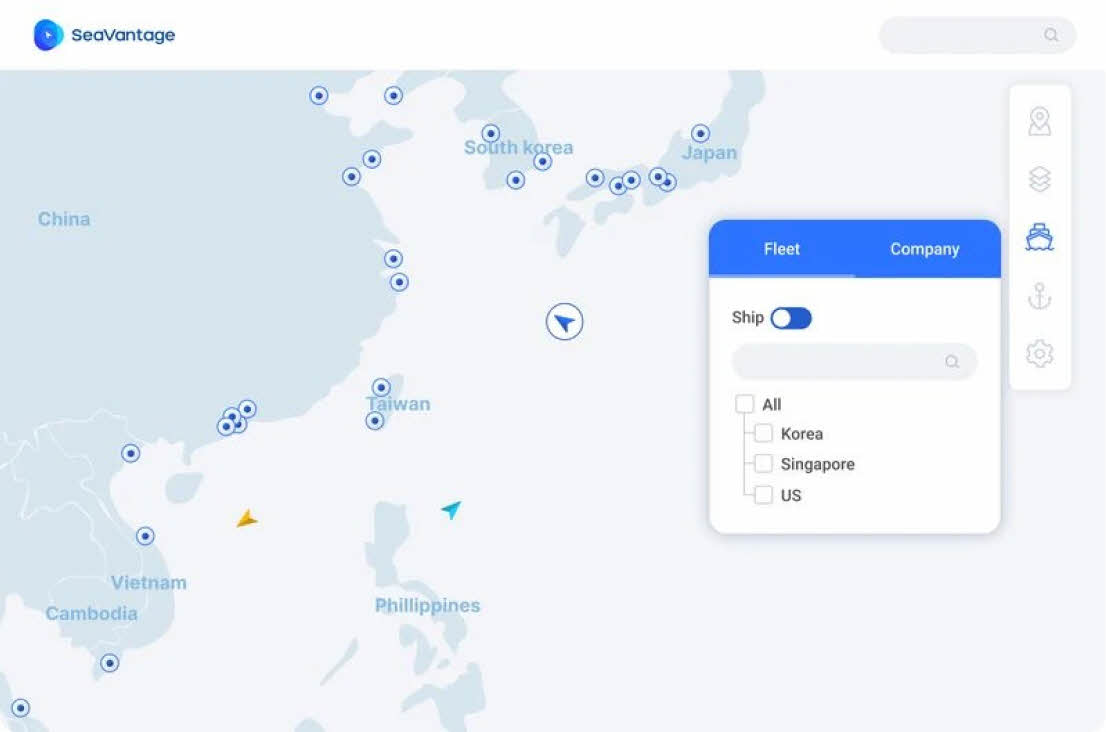 SeaVantage
South korea
Japan
China
Fleet
Company
Ship
All
Korea
Singapore
US
Taiwan
Vietnam
Cambodia
Phillippines